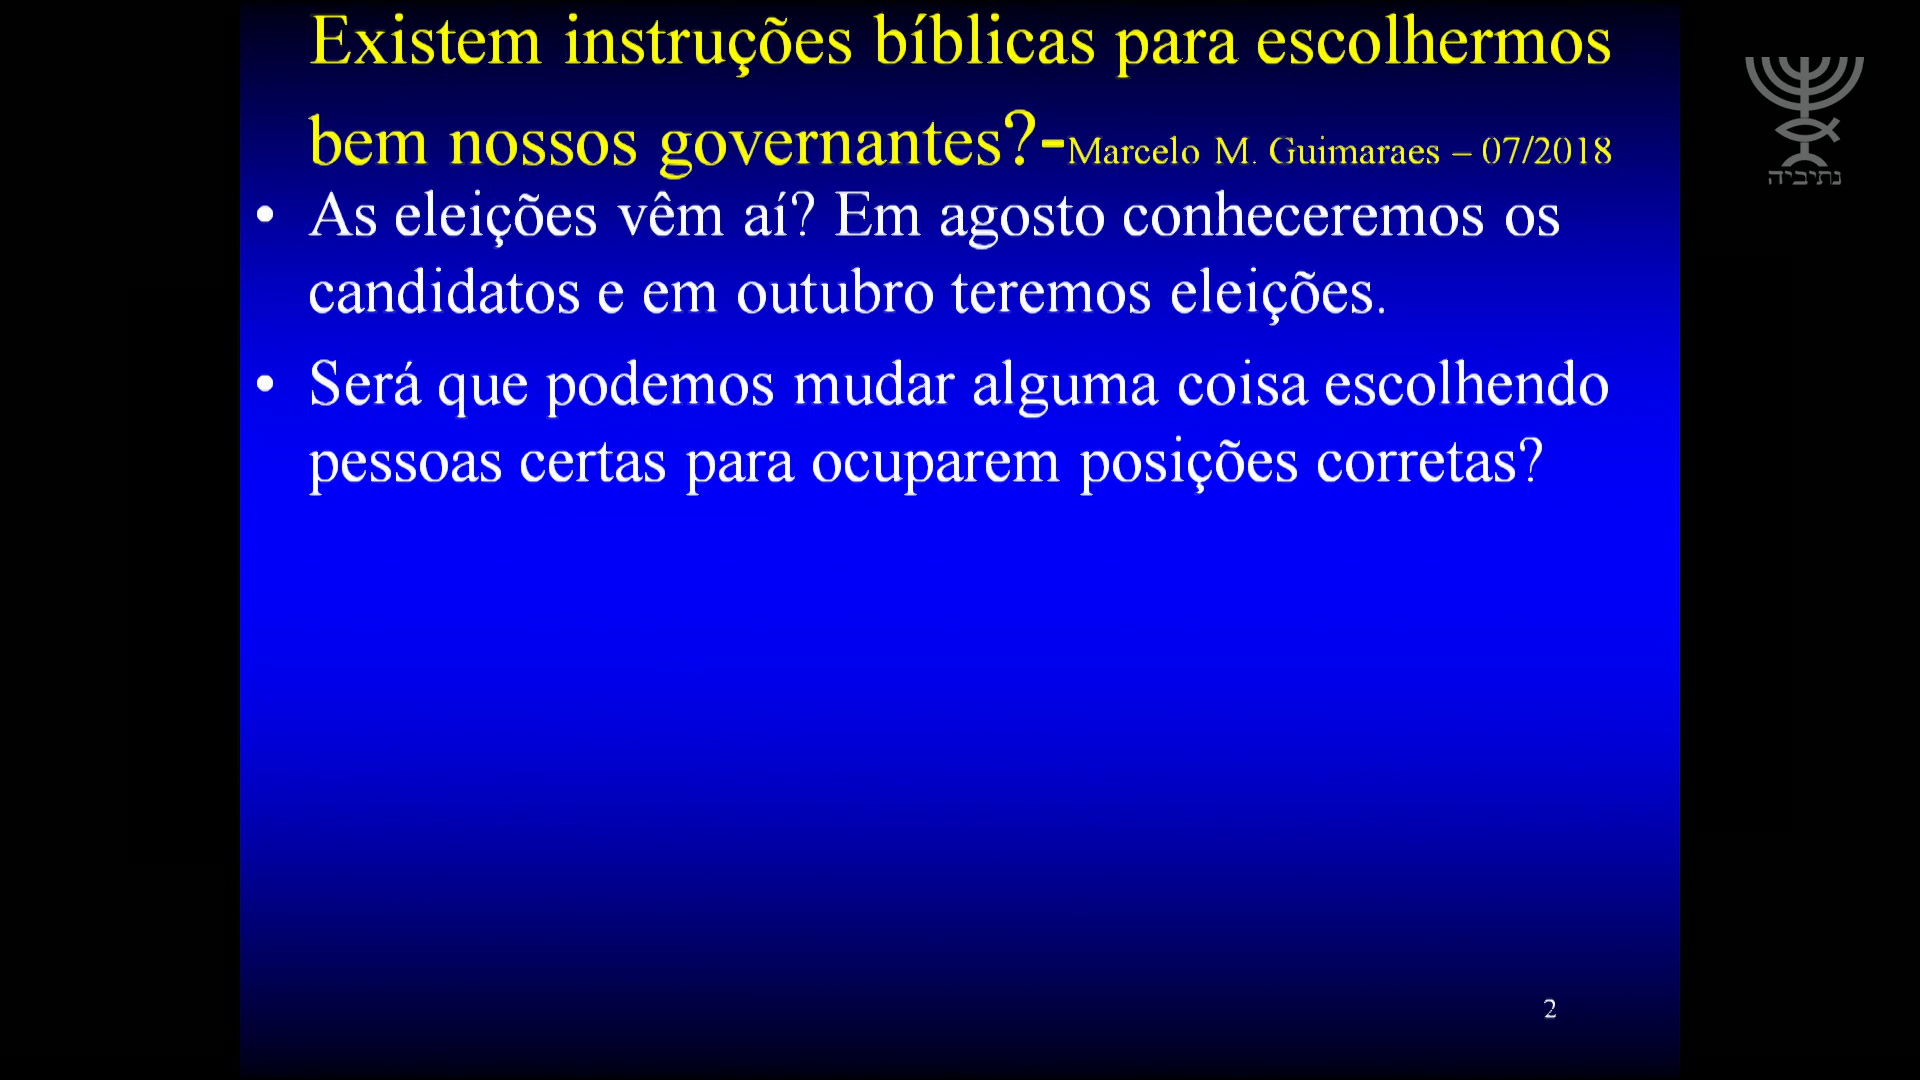 Existem instruções bíblicas para escolhermos
bem nossos governantes?-Marcelo M. Guimaraes – 07/2018
• As eleições vêm aí? Em agosto conheceremos os
candidatos e em outubro teremos eleições.
• Será que podemos mudar alguma coisa escolhendo
pessoas certas para ocuparem posições corretas?
נתיביה
2